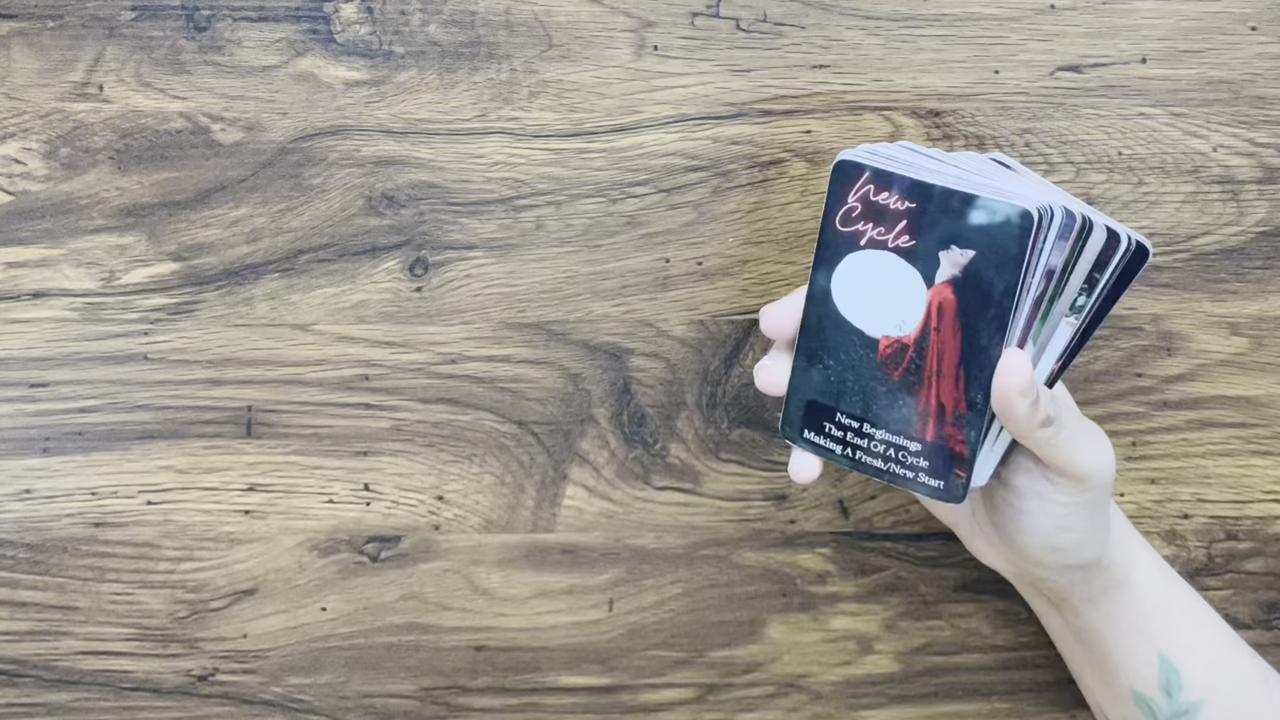 New
Cycle
New Beginnings
The End Of A Cycle
Making A Fresh/New Start